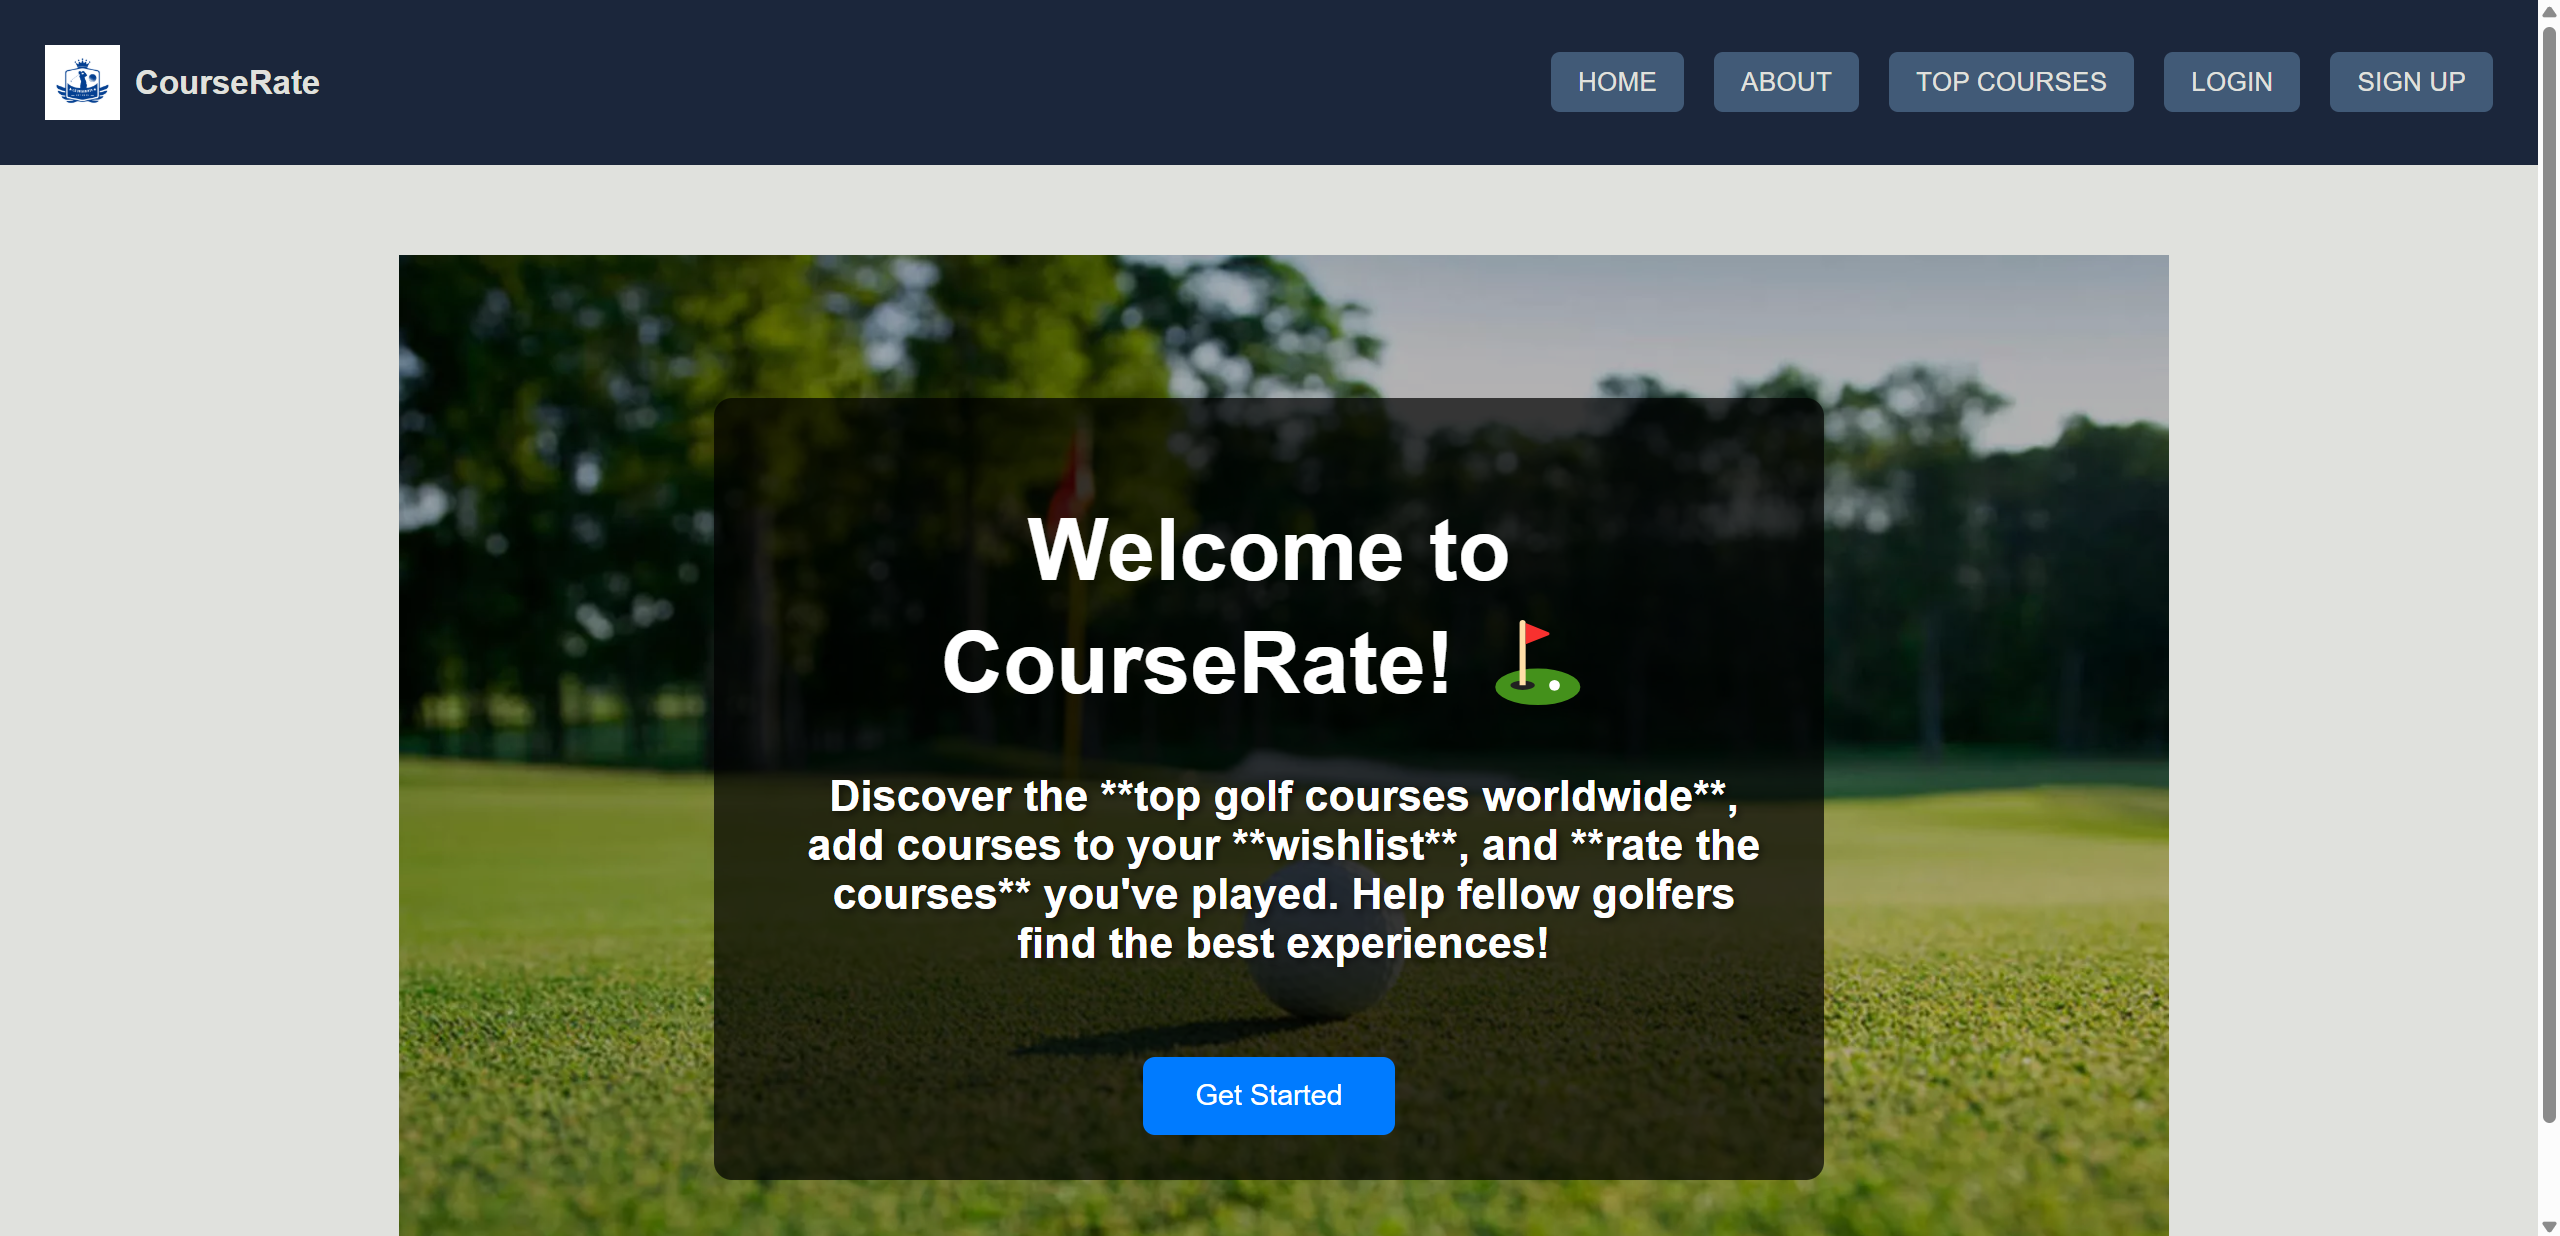 CourseRate
HOME
ABOUT
TOP COURSES
LOGIN
SIGN UP
Welcome to
CourseRate!
Discover the **top golf courses worldwide**,
add courses to your **wishlist**, and **rate the
courses** you've played. Help fellow golfers
find the best experiences!
Get Started